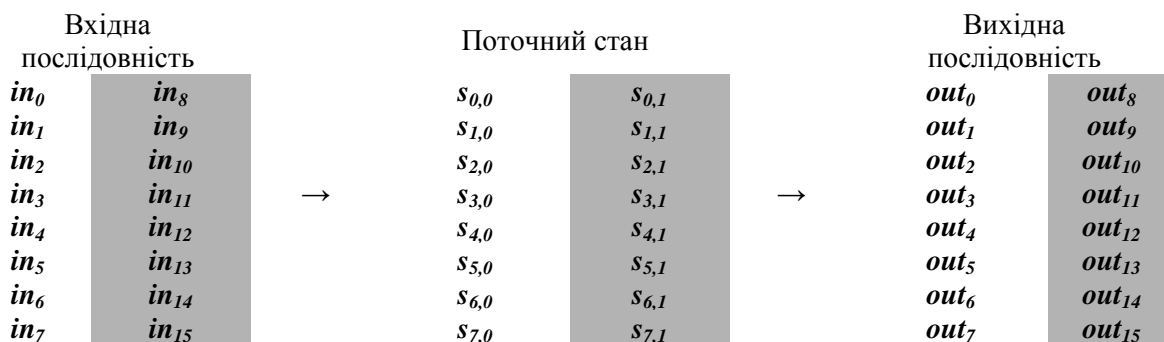 Вхідна послідовність Поточний стан Вихідна послідовність
in0 in8 s0,0 s0,1 out0 out8
in1 in9 s1,0 s1,1 out1 out9
in2 in10 s2,0 s2,1 out2 out10
in3 in11 → s3,0 s3,1 → out3 out11
in4 in12 s4,0 s4,1 out4 out12
in5 in13 s5,0 s5,1 out5 out13
in6 in14 s6,0 s6,1 out6 out14
in7 in15 s7,0 s7,1 out7 out15